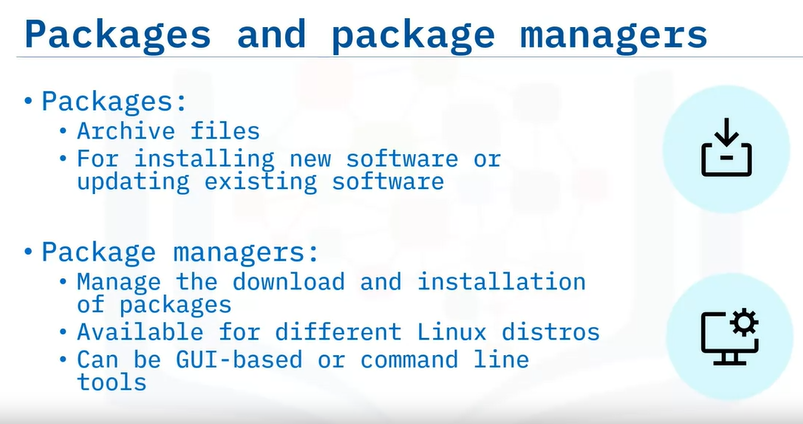 Packages and package managers
• Packages:
• Archive files
• For installing new software or
updating existing software
• Package managers:
• Manage the download and installation
of packages
• Available for different Linux distros
• Can be GUI-based or command line
tools